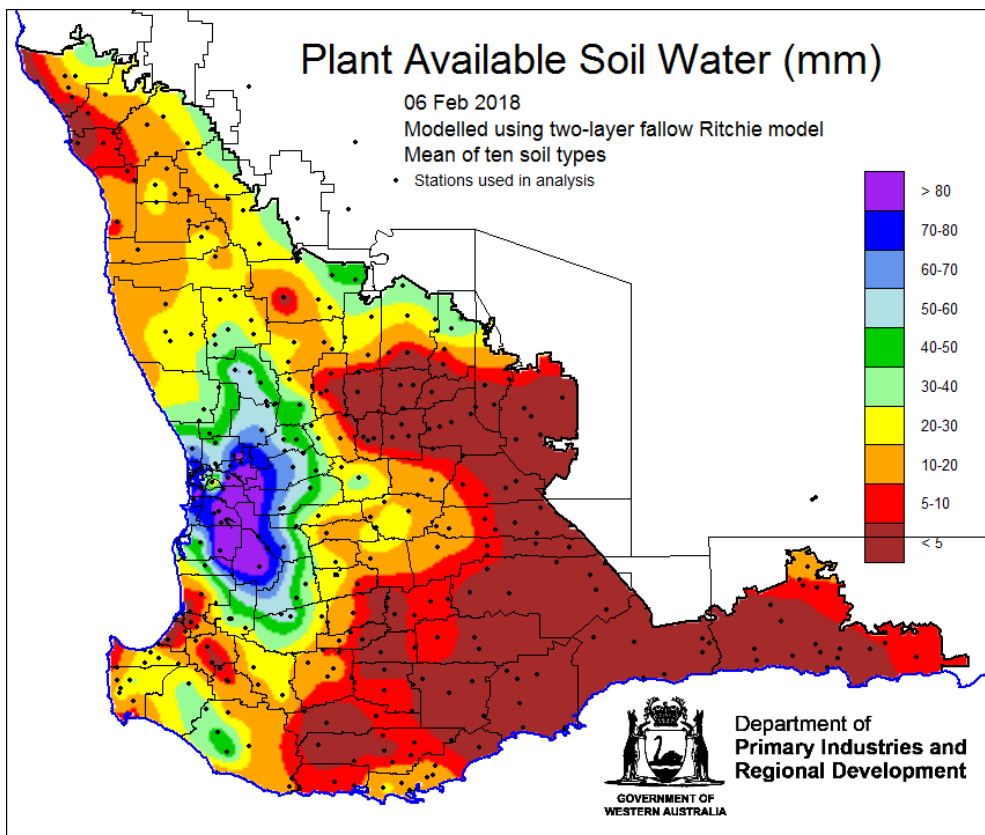 Plant Available Soil Water (mm)
06 Feb 2018
Modelled using two-layer fallow Ritchie model
Mean of ten soil types
• Stations used in analysis
> 80
70-80
60-70
50-60
40-50
30-40
20-30
10-20
5-10
< 5
Department of
Primary Industries and
Regional Development
GOVERNMENT OF
WESTERN AUSTRALIA